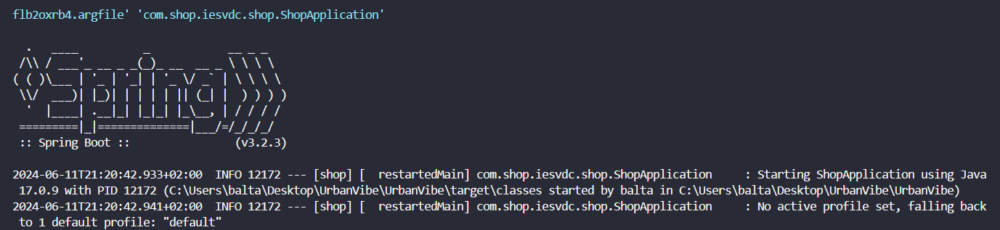 flb2oxrb4.argfile' 'com.shop.iesvdc.shop.ShopApplication'
  .   ____          _            __ _ _
 /\\ / ___'_ __ _ _(_)_ __  __ _ \ \ \ \
( ( )\___ | '_ | '_| | '_ \/ _` | \ \ \ \
 \\/  ___)| |_)| | | | | || (_| |  ) ) ) )
  '  |____| .__|_| |_|_| |_\__, | / / / /
 =========|_|==============|___/=/_/_/_/
 :: Spring Boot ::                (v3.2.3)
2024-06-11T21:20:42.933+02:00  INFO 12172 --- [shop] [  restartedMain] com.shop.iesvdc.shop.ShopApplication     : Starting ShopApplication using Java
 17.0.9 with PID 12172 (C:\Users\balta\Desktop\UrbanVibe\UrbanVibe\target\classes started by balta in C:\Users\balta\Desktop\UrbanVibe\UrbanVibe)
2024-06-11T21:20:42.941+02:00  INFO 12172 --- [shop] [  restartedMain] com.shop.iesvdc.shop.ShopApplication     : No active profile set, falling back
 to 1 default profile: "default"